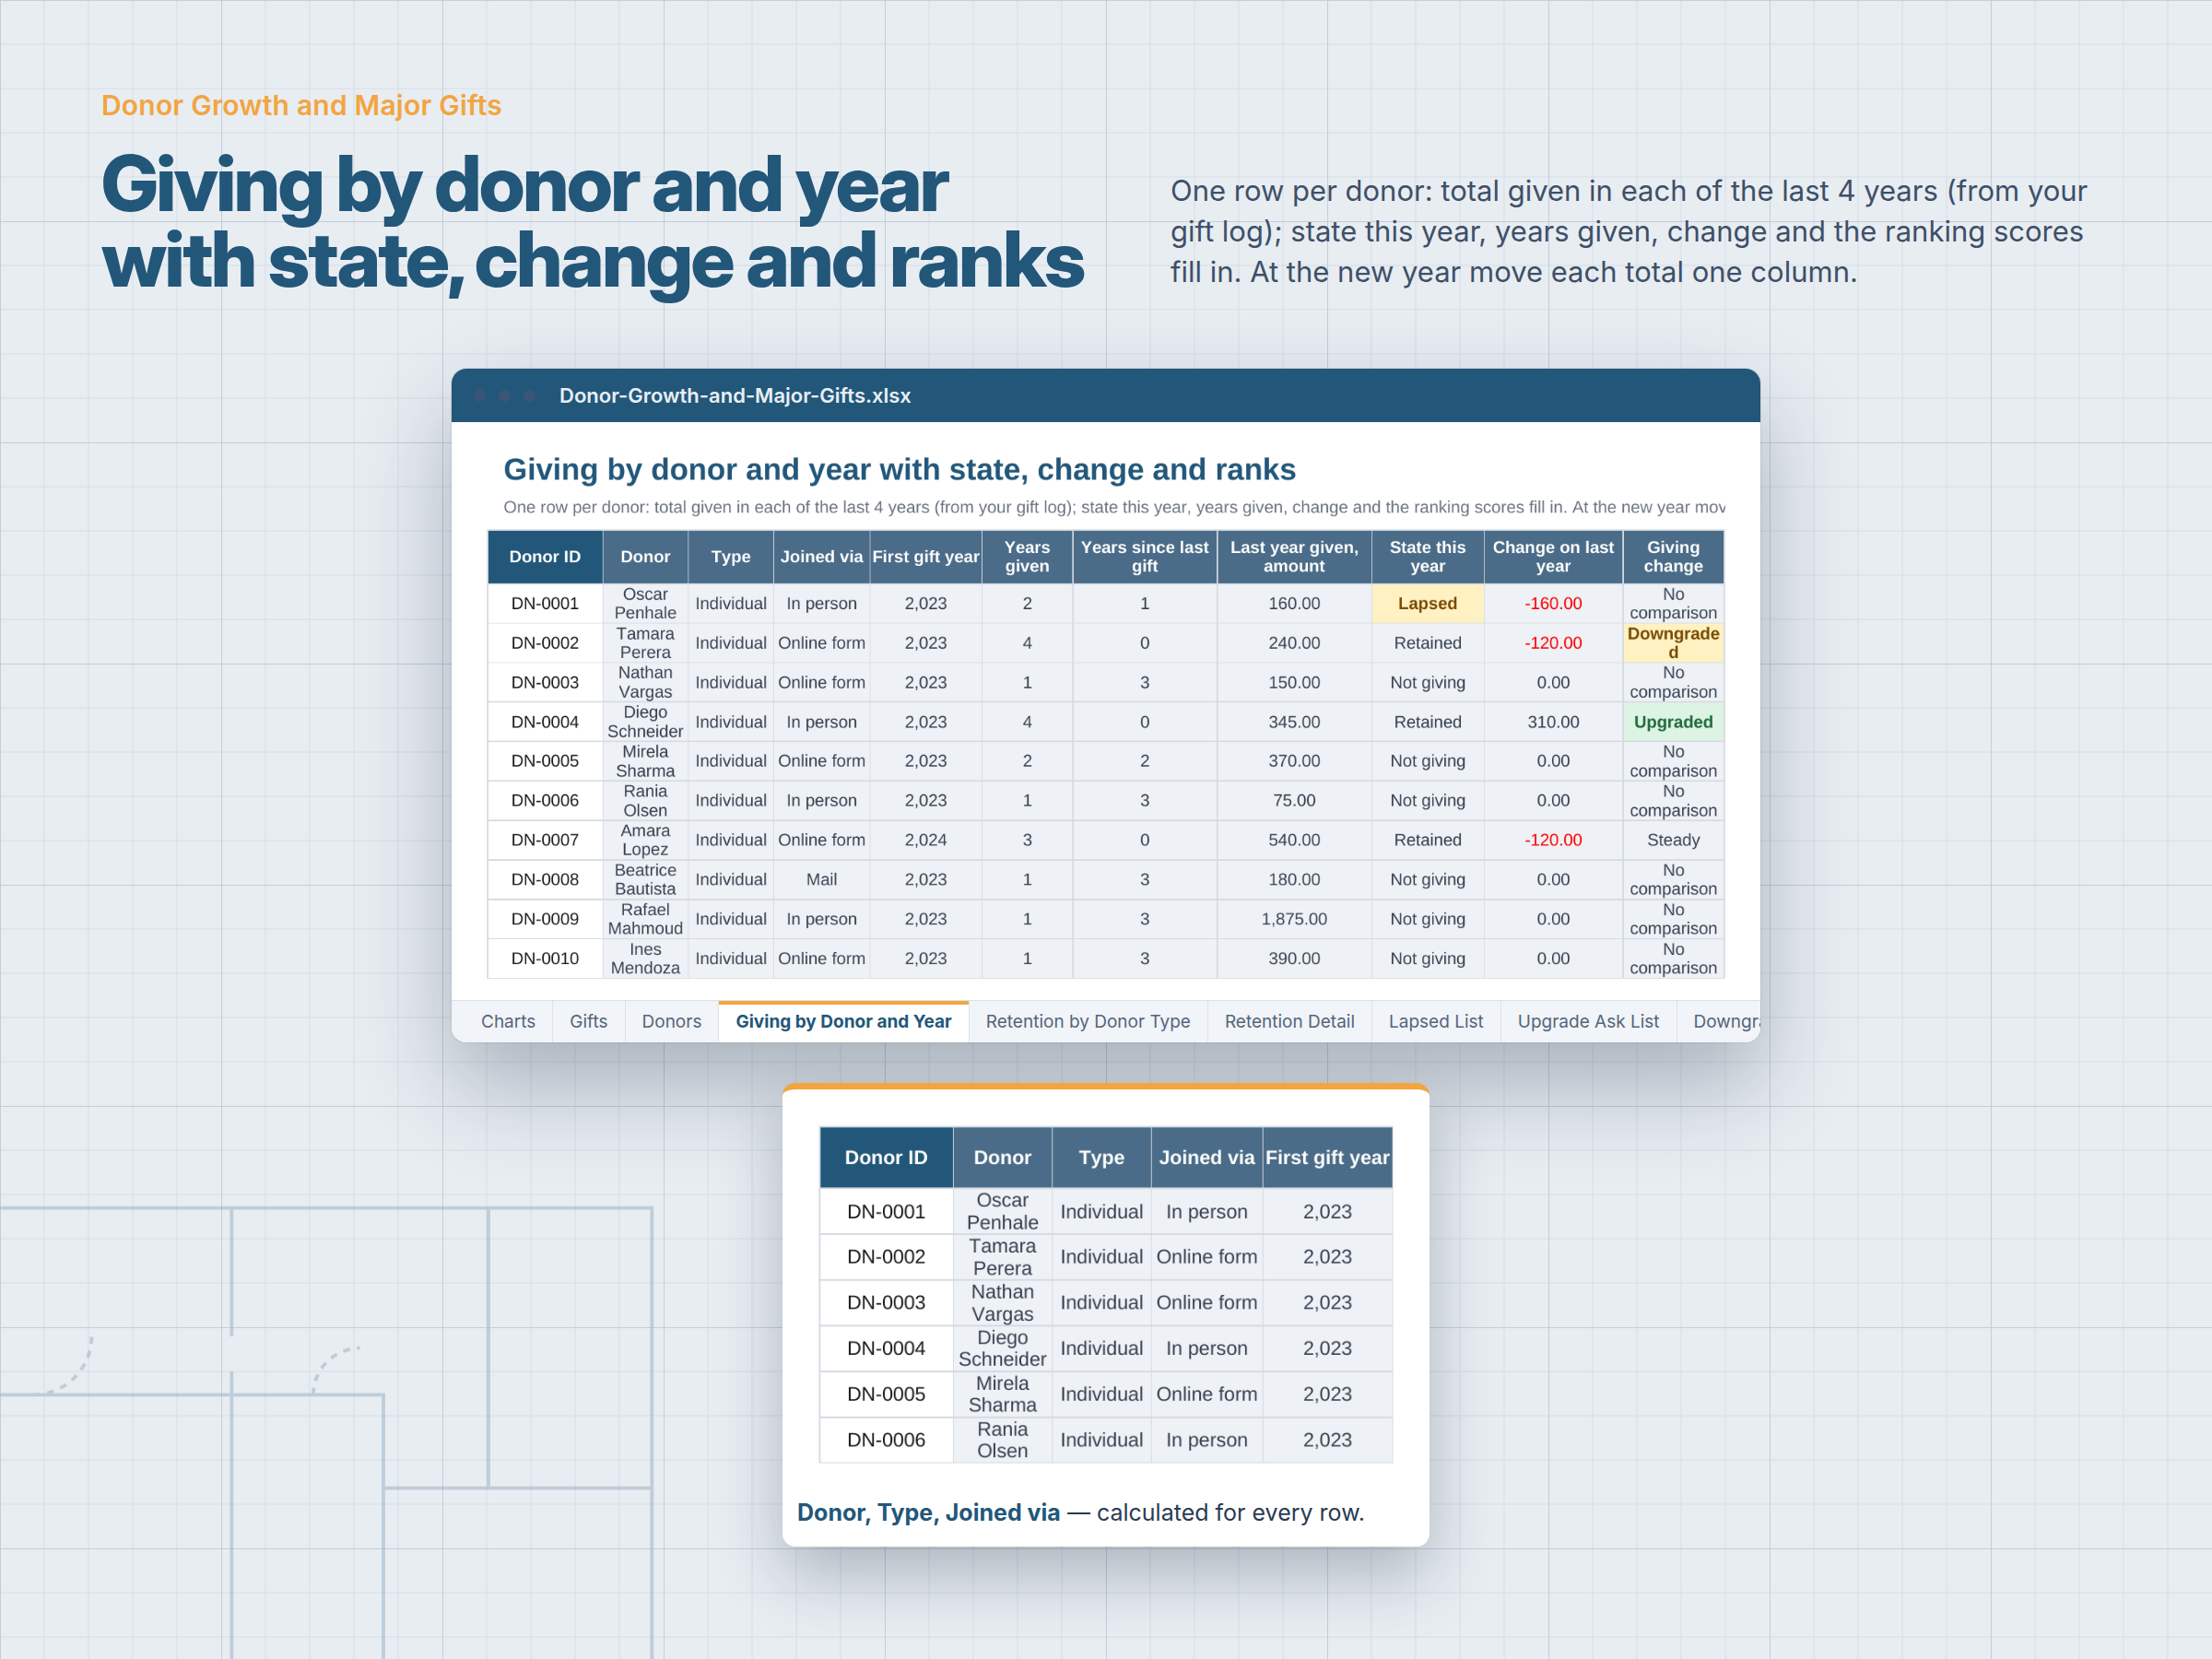 Donor Growth and Major Gifts
Giving by donor and year
with state, change and ranks
One row per donor: total given in each of the last 4 years (from your
gift log); state this year, years given, change and the ranking scores
fill in. At the new year move each total one column.
Donor-Growth-and-Major-Gifts.xlsx
Giving by donor and year with state, change and ranks
One row per donor: total given in each of the last 4 years (from your gift log); state this year, years given, change and the ranking scores fill in. At the new year mov
Donor ID Donor Type Joined via First gift year Years given Years since last gift Last year given, amount State this year Change on last year Giving change
DN-0001 Oscar Penhale Individual In person 2,023 2 1 160.00 Lapsed -160.00 No comparison
DN-0002 Tamara Perera Individual Online form 2,023 4 0 240.00 Retained -120.00 Downgraded
DN-0003 Nathan Vargas Individual Online form 2,023 1 3 150.00 Not giving 0.00 No comparison
DN-0004 Diego Schneider Individual In person 2,023 4 0 345.00 Retained 310.00 Upgraded
DN-0005 Mirela Sharma Individual Online form 2,023 2 2 370.00 Not giving 0.00 No comparison
DN-0006 Rania Olsen Individual In person 2,023 1 3 75.00 Not giving 0.00 No comparison
DN-0007 Amara Lopez Individual Online form 2,024 3 0 540.00 Retained -120.00 Steady
DN-0008 Beatrice Bautista Individual Mail 2,023 1 3 180.00 Not giving 0.00 No comparison
DN-0009 Rafael Mahmoud Individual In person 2,023 1 3 1,875.00 Not giving 0.00 No comparison
DN-0010 Ines Mendoza Individual Online form 2,023 1 3 390.00 Not giving 0.00 No comparison
Charts Gifts Donors Giving by Donor and Year Retention by Donor Type Retention Detail Lapsed List Upgrade Ask List Downgr
Donor ID Donor Type Joined via First gift year
DN-0001 Oscar Penhale Individual In person 2,023
DN-0002 Tamara Perera Individual Online form 2,023
DN-0003 Nathan Vargas Individual Online form 2,023
DN-0004 Diego Schneider Individual In person 2,023
DN-0005 Mirela Sharma Individual Online form 2,023
DN-0006 Rania Olsen Individual In person 2,023
Donor, Type, Joined via — calculated for every row.